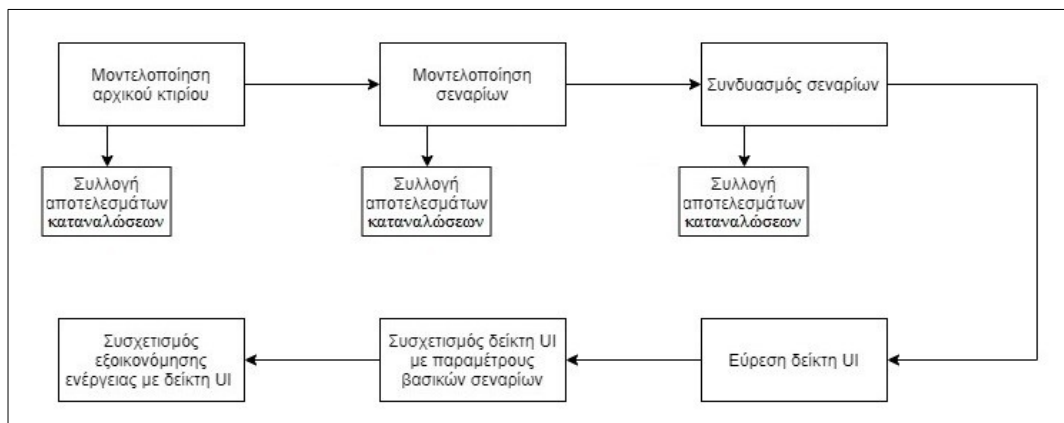 Μοντελοποίηση
αρχικού κτιρίου
Μοντελοποίηση
σεναρίων
Συνδυασμός σεναρίων
Συλλογή
αποτελεσμάτων
καταναλώσεων
Συλλογή
αποτελεσμάτων
καταναλώσεων
Συλλογή
αποτελεσμάτων
καταναλώσεων
Συσχετισμός
εξοικονόμησης
ενέργειας με δείκτη UI
Συσχετισμός δείκτη UI
με παραμέτρους
βασικών σεναρίων
Εύρεση δείκτη UI